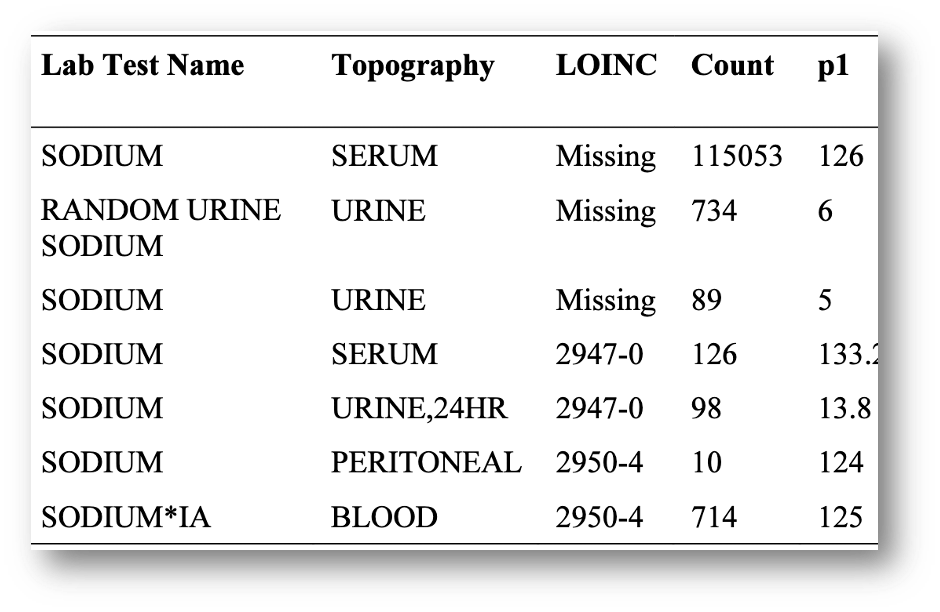 Lab Test Name Topography LOINC Count p1
SODIUM SERUM Missing 115053 126
RANDOM URINE URINE Missing 734 6
SODIUM
SODIUM URINE Missing 89 5
SODIUM SERUM 2947-0 126 133.2
SODIUM URINE,24HR 2947-0 98 13.8
SODIUM PERITONEAL 2950-4 10 124
SODIUM*IA BLOOD 2950-4 714 125